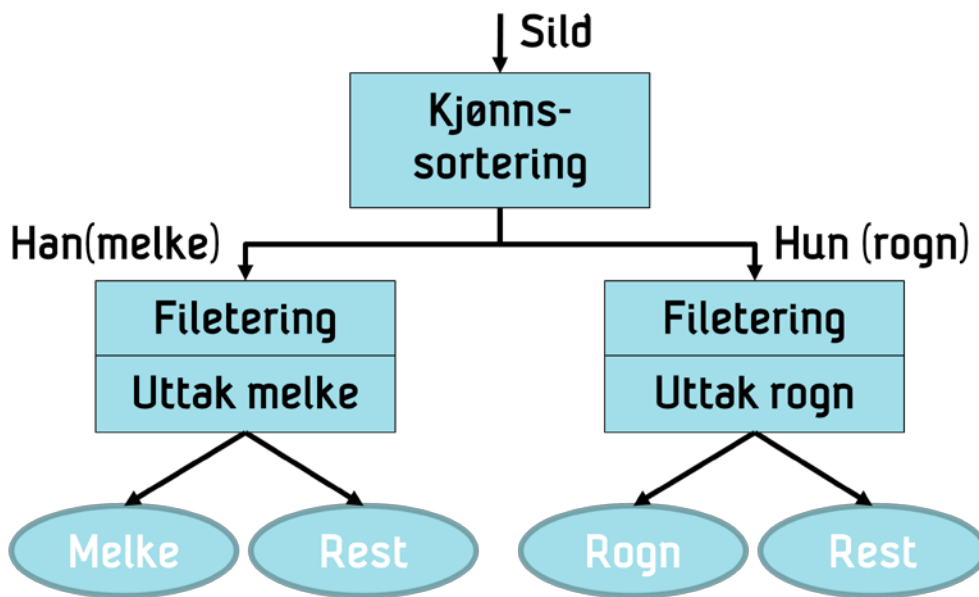 Sild
Kjønns-
sortering
Han(melke)
Hun (rogn)
Filetering
Filetering
Uttak melke
Uttak rogn
Melke
Rest
Rogn
Rest